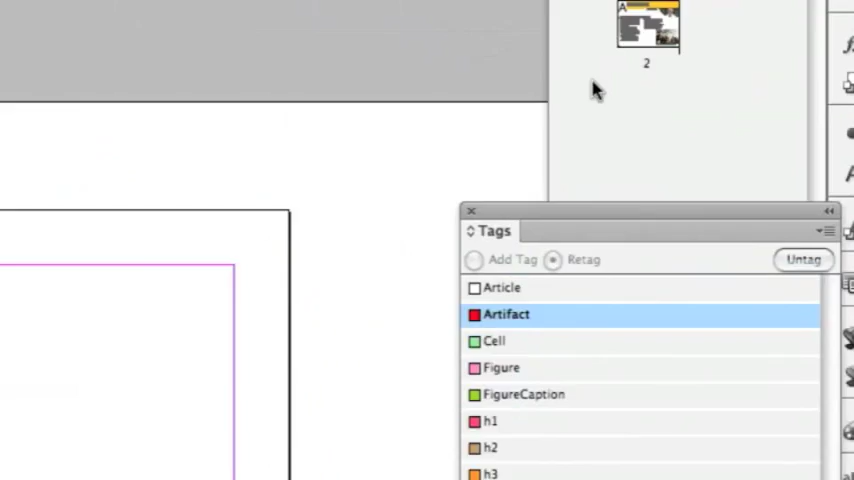 A
2
Tags
Add Tag Retag Untag
Article
Artifact
Cell
Figure
FigureCaption
h1
h2
h3